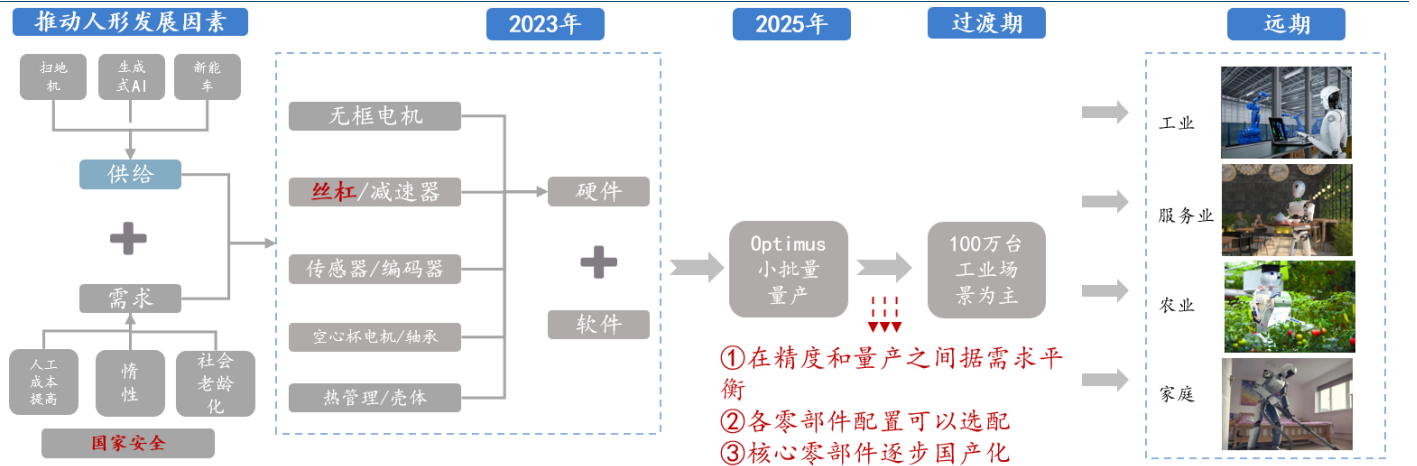 推动人形发展因素
2023年
2025年
过渡期
远期
扫地
机
生成
式AI
新能
车
供给
需求
人工
成本
提高
惰
性
社会
老龄
化
国家安全
无框电机
丝杠/减速器
传感器/编码器
空心杯电机/轴承
热管理/壳体
硬件
软件
Optimus
小批量
量产
100万台
工业场
景为主
①在精度和量产之间据需求平
衡
②各零部件配置可以选配
③核心零部件逐步国产化
工业
服务业
农业
家庭